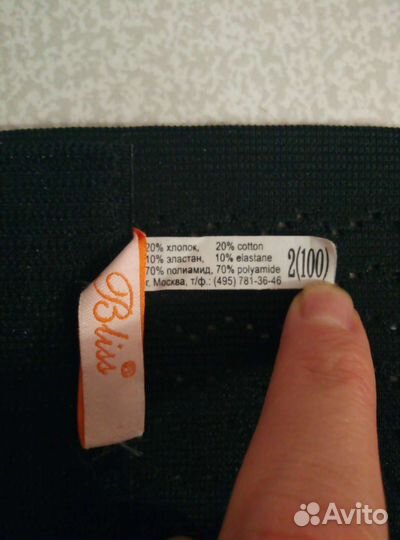 20% хлопок, 20% cotton
10% эластан, 10% elastane
70% полиамид, 70% polyamide
г. Москва, т/ф.: (495) 781-36-46
2(100)
Bliss
Avito